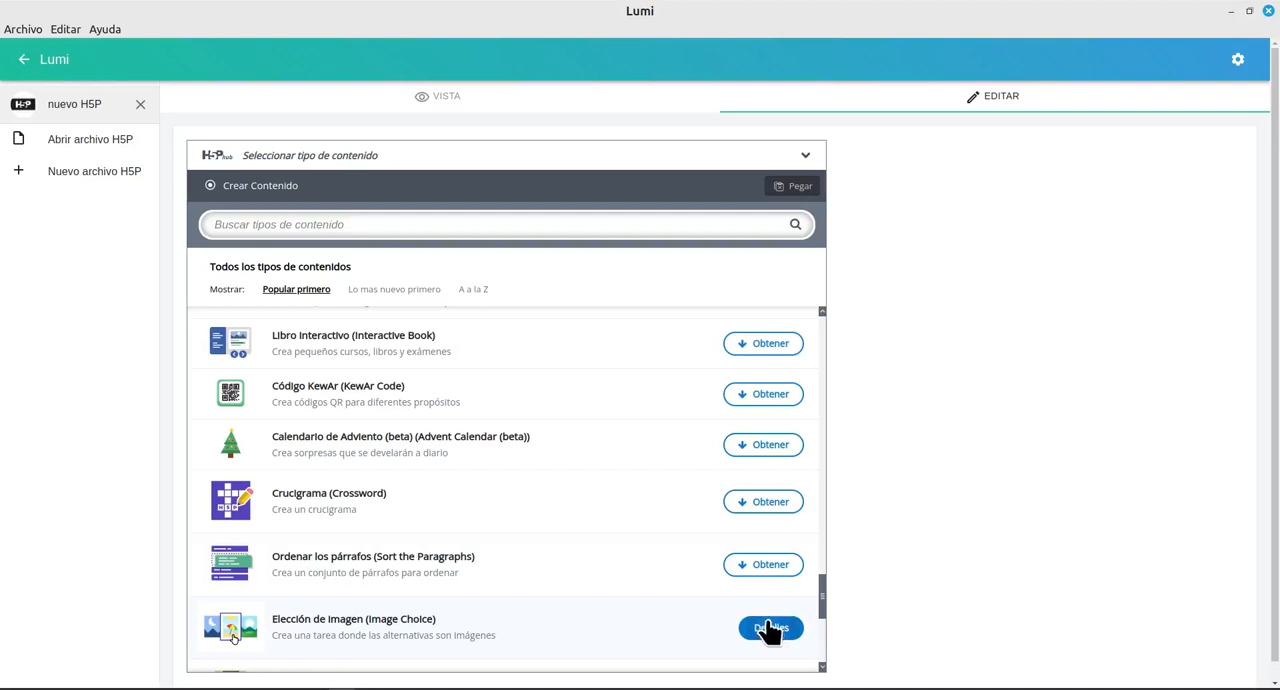 Lumi
Archivo Editar Ayuda
Lumi
nuevo H5P
VISTA
EDITAR
Abrir archivo H5P
Nuevo archivo H5P
H5P hub Seleccionar tipo de contenido
Crear Contenido
Pegar
Buscar tipos de contenido
Todos los tipos de contenidos
Mostrar: Popular primero Lo mas nuevo primero A a la Z
Libro Interactivo (Interactive Book)
Crea pequeños cursos, libros y exámenes
Obtener
Código KewAr (KewAr Code)
Crea códigos QR para diferentes propósitos
Obtener
Calendario de Adviento (beta) (Advent Calendar (beta))
Crea sorpresas que se develarán a diario
Obtener
Crucigrama (Crossword)
Crea un crucigrama
Obtener
Ordenar los párrafos (Sort the Paragraphs)
Crea un conjunto de párrafos para ordenar
Obtener
Elección de Imagen (Image Choice)
Crea una tarea donde las alternativas son imágenes